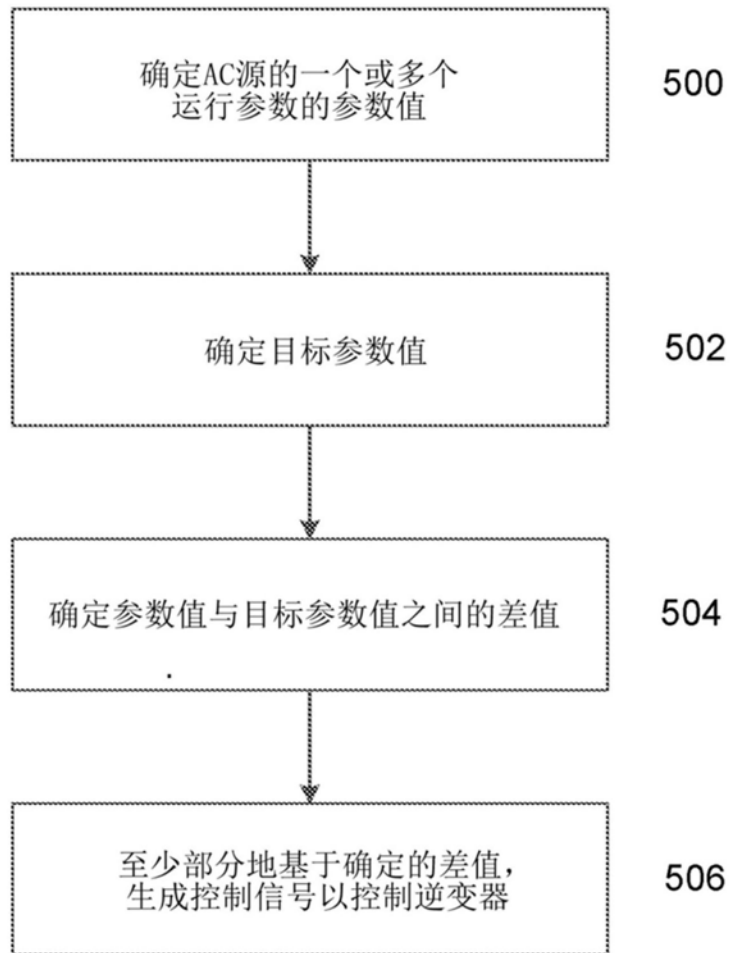 确定AC源的一个或多个
运行参数的参数值
500
确定目标参数值
502
确定参数值与目标参数值之间的差值
504
至少部分地基于确定的差值，
生成控制信号以控制逆变器
506